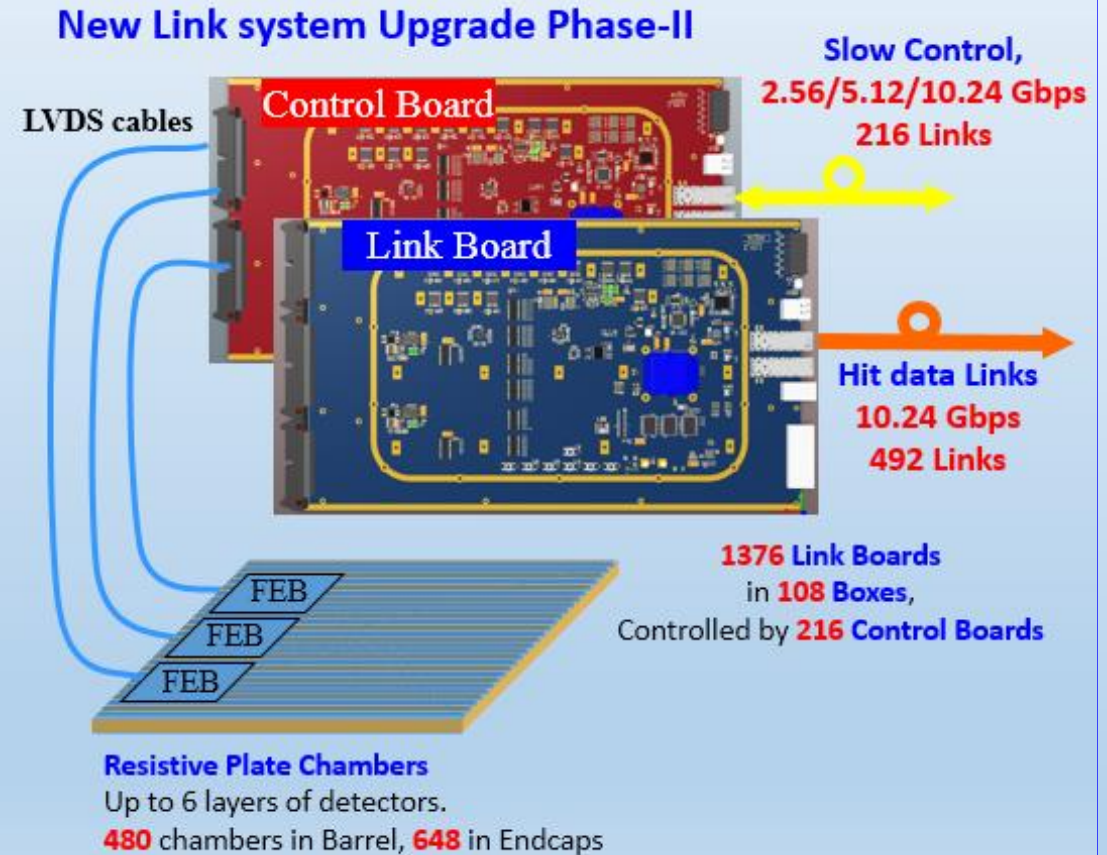 New Link system Upgrade Phase-II
Slow Control,
2.56/5.12/10.24 Gbps
216 Links
LVDS cables
Control Board
Link Board
Hit data Links
10.24 Gbps
492 Links
1376 Link Boards
in 108 Boxes,
Controlled by 216 Control Boards
FEB
FEB
FEB
Resistive Plate Chambers
Up to 6 layers of detectors.
480 chambers in Barrel, 648 in Endcaps